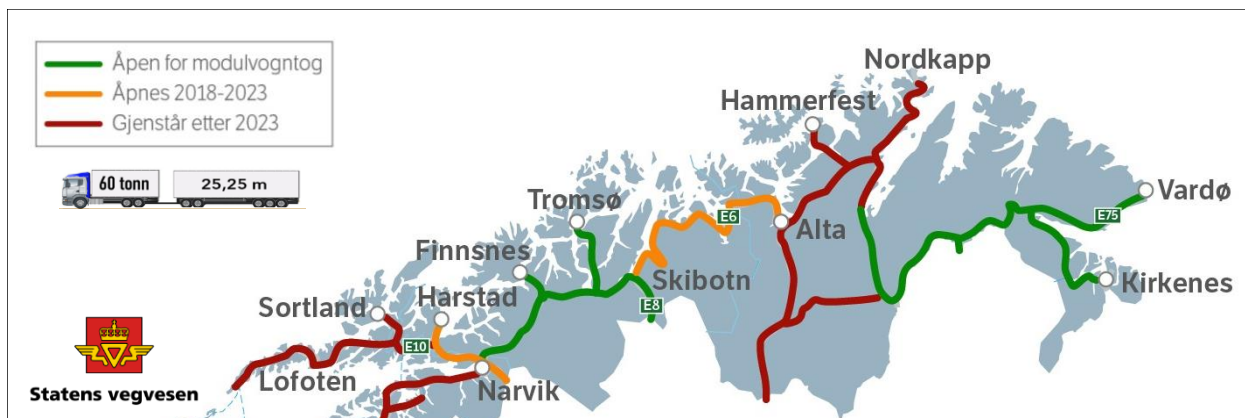 Åpen for modulvogntog
Åpnes 2018-2023
Gjenstår etter 2023
60 tonn
25,25 m
Nordkapp
Hammerfest
Tromsø
E6
Alta
E75
Vardø
Finnsnes
Skibotn
Kirkenes
Sortland
Harstad
E8
E10
Lofoten
Narvik
Statens vegvesen